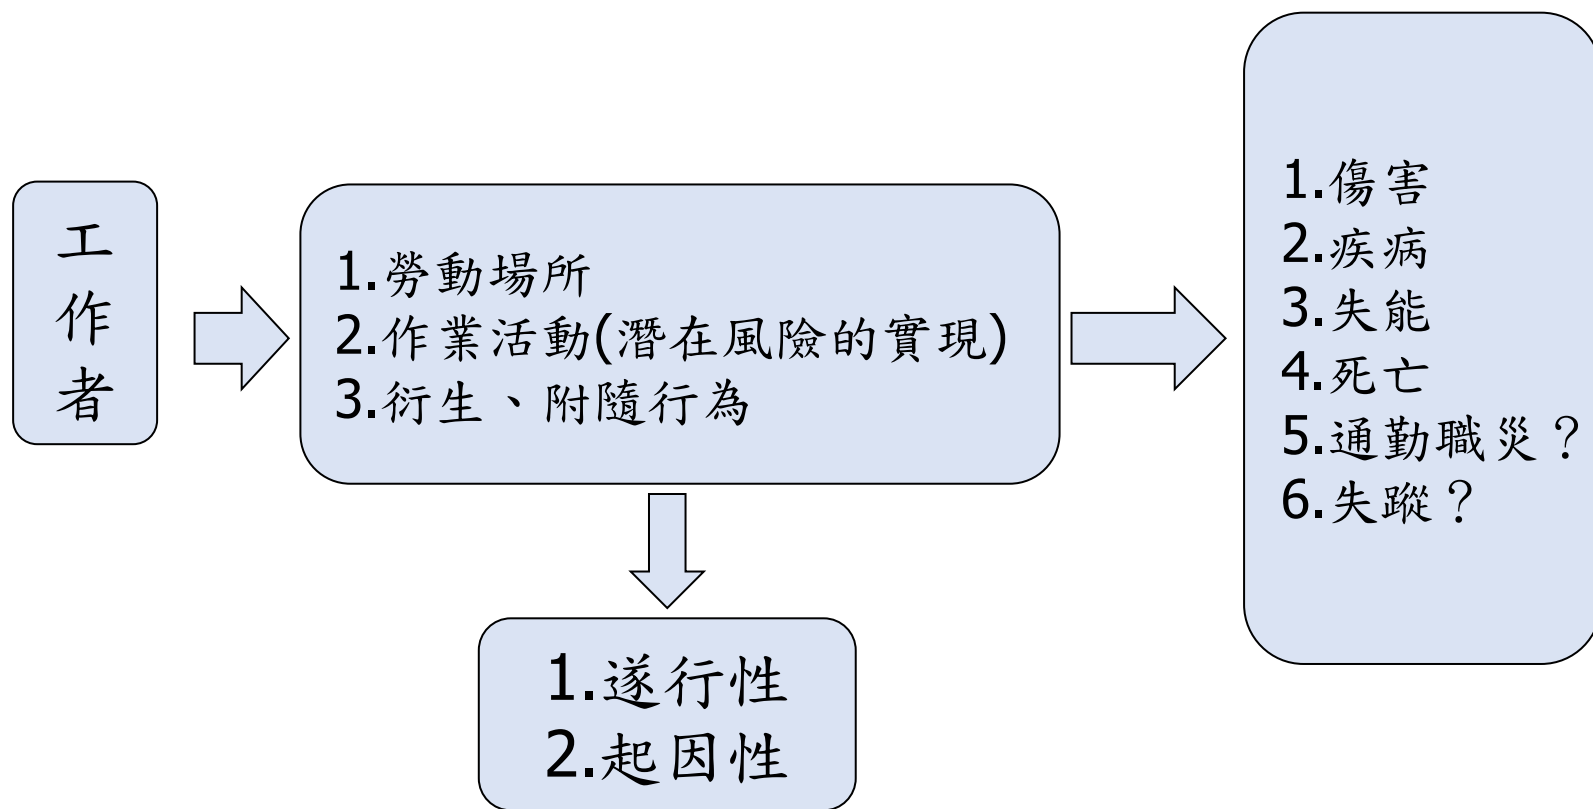 工
作
者
1.勞動場所
2.作業活動(潛在風險的實現)
3.衍生、附隨行為
1.遂行性
2.起因性
1.傷害
2.疾病
3.失能
4.死亡
5.通勤職災？
6.失蹤？